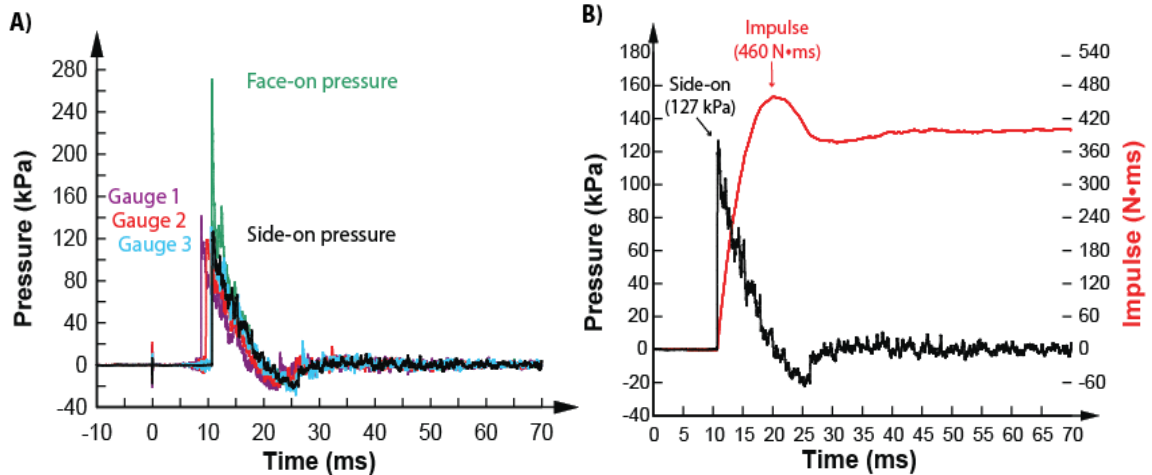 A)
280
240
200
160
120
80
40
0
-40
Pressure (kPa)
Face-on pressure
Gauge 1
Gauge 2
Gauge 3
Side-on pressure
-10 0 10 20 30 40 50 60 70
Time (ms)
B)
180
160
140
120
100
80
60
40
20
0
-20
-40
Pressure (kPa)
Impulse
(460 N•ms)
Side-on
(127 kPa)
540
480
420
360
300
240
180
120
60
0
-60
Impulse (N•ms)
0 5 10 15 20 25 30 35 40 45 50 55 60 65 70
Time (ms)